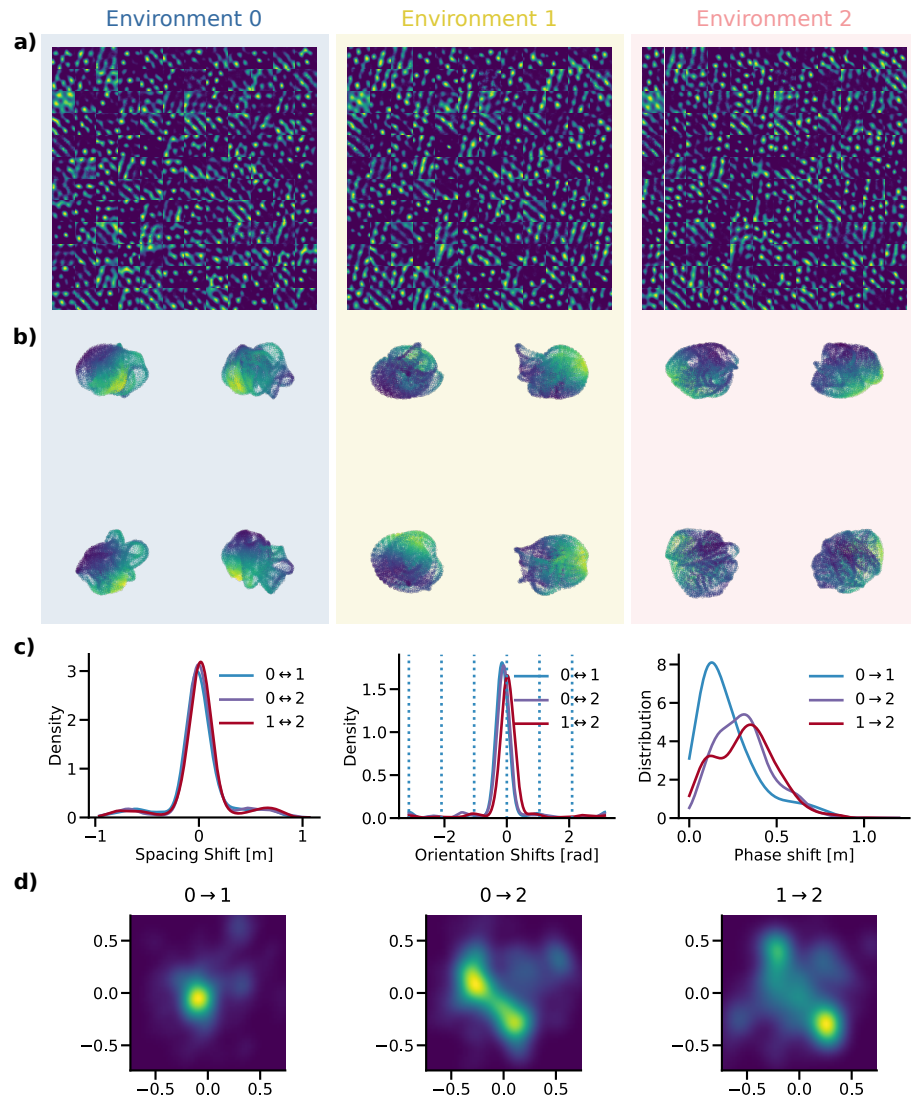 Environment 0 Environment 1 Environment 2
a)
b)
c)
3
2
1
0
Density
−1 0 1
Spacing Shift [m]
0↔1
0↔2
1↔2
1.5
1.0
0.5
0.0
Density
−2 0 2
Orientation Shifts [rad]
0↔1
0↔2
1↔2
8
6
4
2
0
Distribution
0.0 0.5 1.0
Phase shift [m]
0→1
0→2
1→2
d)
0→1
0.5
0.0
−0.5
−0.5 0.0 0.5
0→2
0.5
0.0
−0.5
−0.5 0.0 0.5
1→2
0.5
0.0
−0.5
−0.5 0.0 0.5